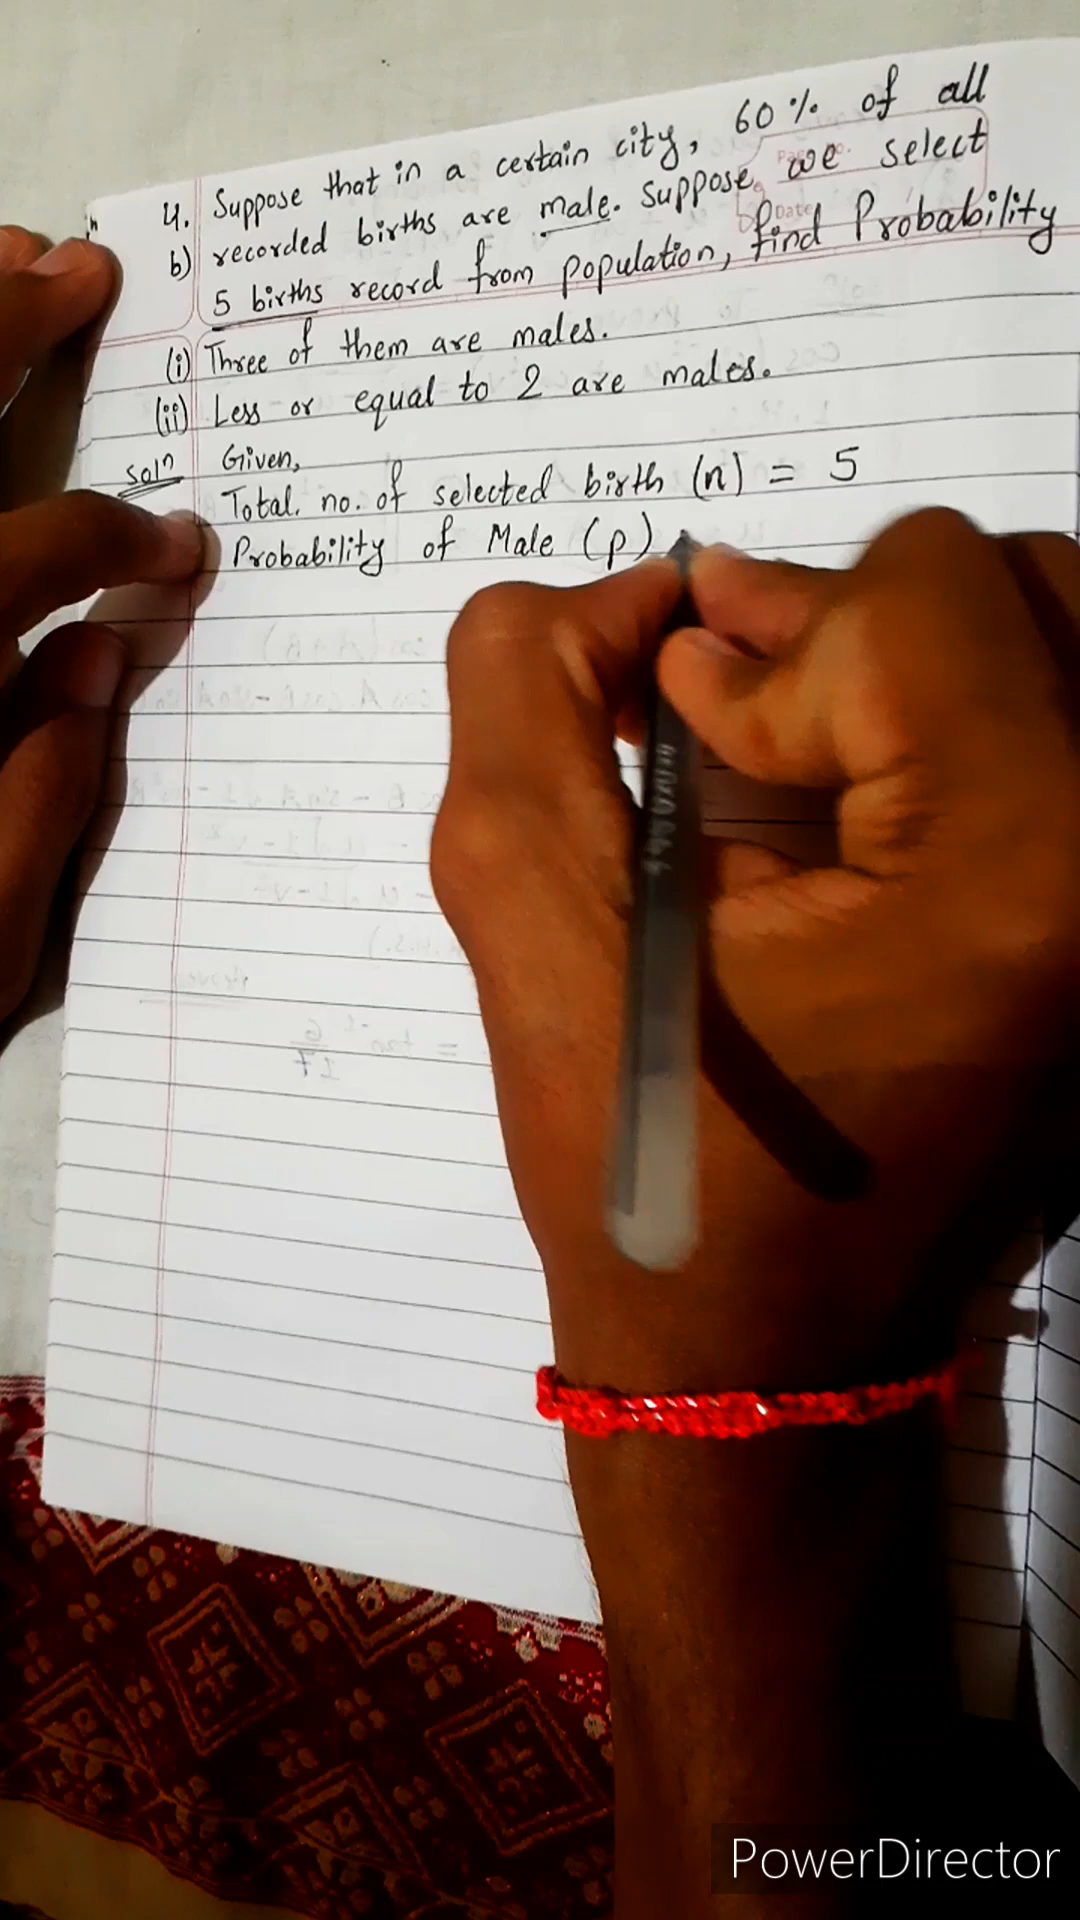 4. Suppose that in a certain city, 60% of all
b) recorded births are male. Suppose we select
5 births record from population, find Probability
(i) Three of them are males.
(ii) Less or equal to 2 are males.
Soln Given,
Total. no. of selected birth (n) = 5
Probability of Male (p)
PowerDirector